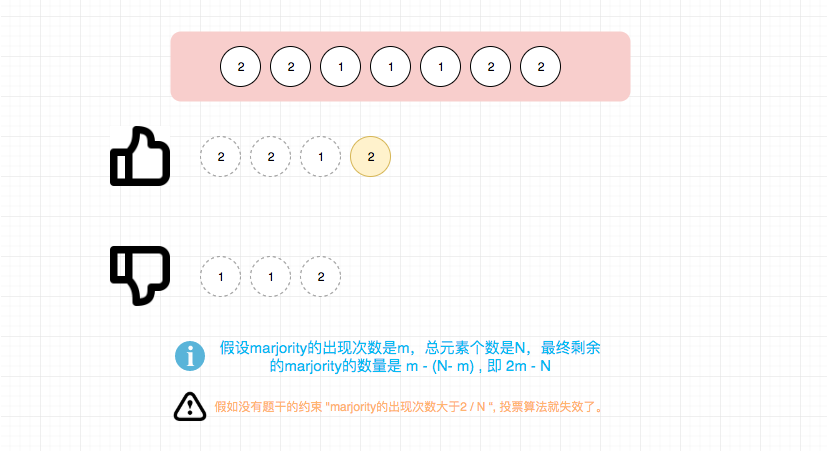 2 2 1 1 1 2 2
2 2 1 2
1 1 2
假设marjority的出现次数是m，总元素个数是N，最终剩余
的marjority的数量是 m - (N- m) , 即 2m - N
假如没有题干的约束 "marjority的出现次数大于2 / N ", 投票算法就失效了。